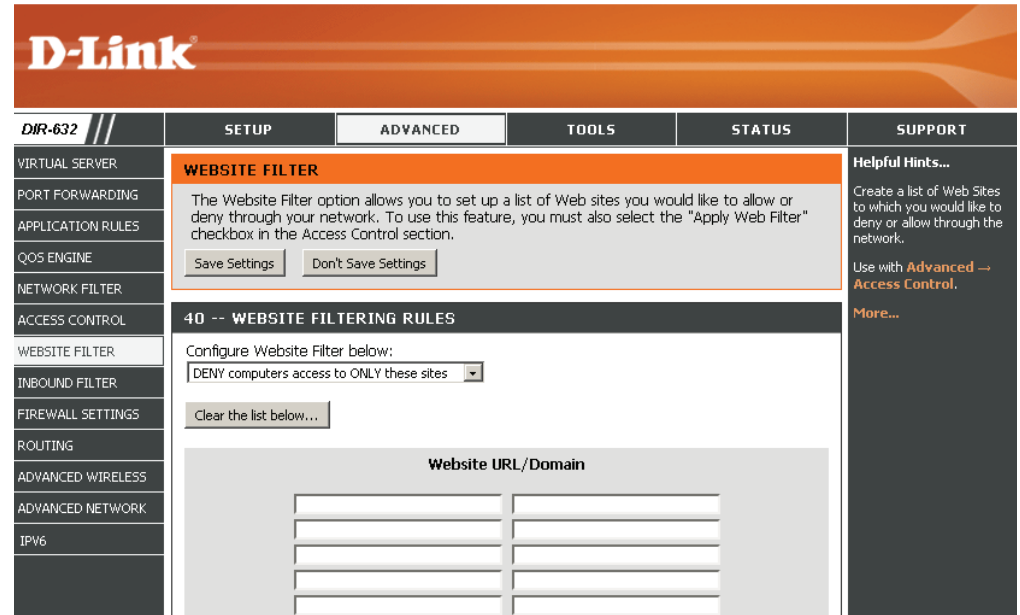 D-Link®
DIR-632
SETUP
ADVANCED
TOOLS
STATUS
SUPPORT
VIRTUAL SERVER
PORT FORWARDING
APPLICATION RULES
QOS ENGINE
NETWORK FILTER
ACCESS CONTROL
WEBSITE FILTER
INBOUND FILTER
FIREWALL SETTINGS
ROUTING
ADVANCED WIRELESS
ADVANCED NETWORK
IPV6
WEBSITE FILTER
The Website Filter option allows you to set up a list of Web sites you would like to allow or
deny through your network. To use this feature, you must also select the "Apply Web Filter"
checkbox in the Access Control section.
Save Settings
Don't Save Settings
40 -- WEBSITE FILTERING RULES
Configure Website Filter below:
DENY computers access to ONLY these sites
Clear the list below...
Website URL/Domain
Helpful Hints...
Create a list of Web Sites
to which you would like to
deny or allow through the
network.
Use with Advanced →
Access Control.
More...